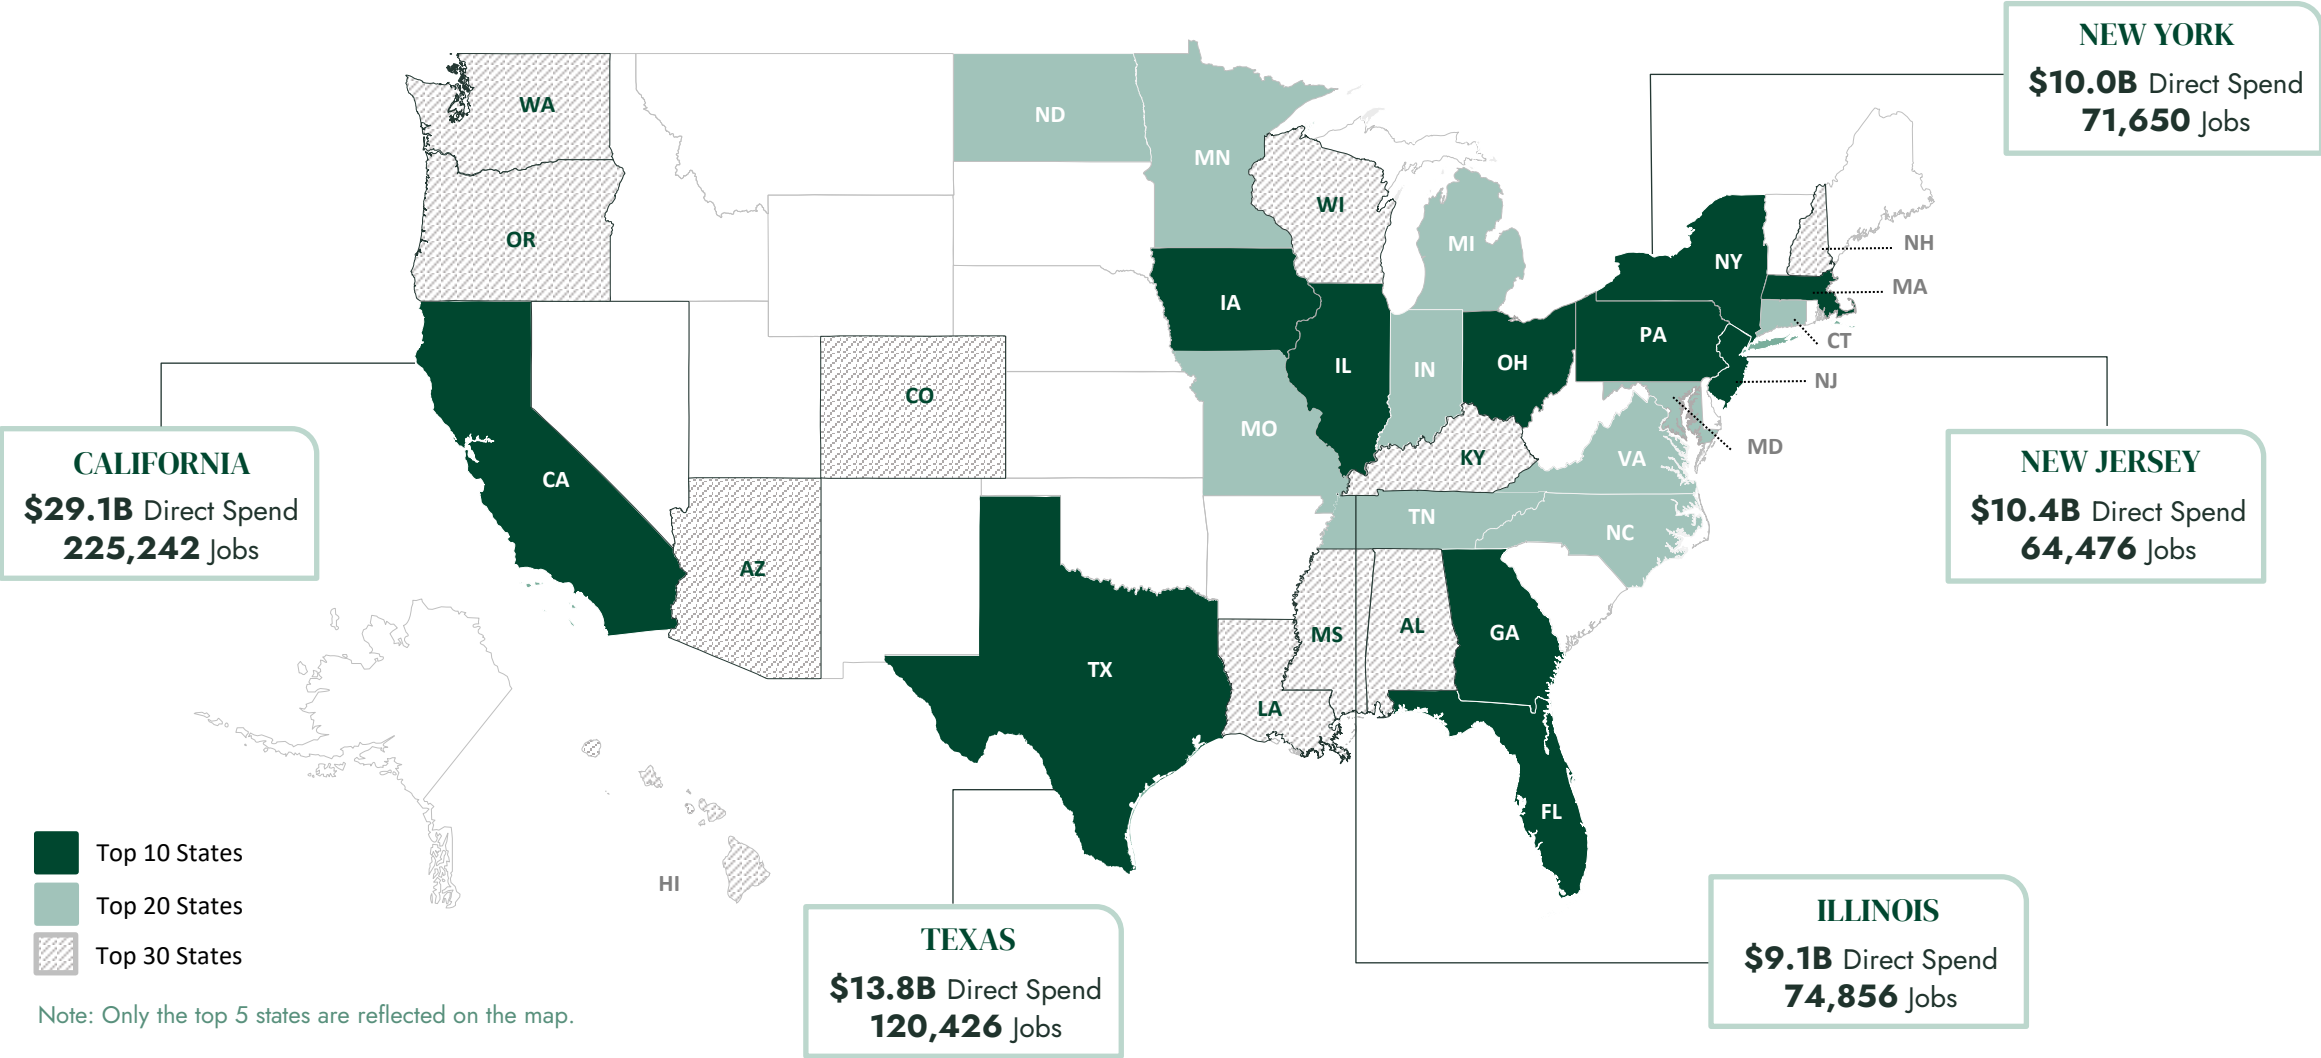 NEW YORK
$10.0B Direct Spend
71,650 Jobs
WA
ND
MN
OR
WI
MI
NY
NH
MA
IA
PA
CT
IL
IN
OH
NJ
CO
MO
KY
VA
MD
CALIFORNIA
$29.1B Direct Spend
225,242 Jobs
CA
NEW JERSEY
$10.4B Direct Spend
64,476 Jobs
TN
NC
AZ
MS
AL
GA
TX
LA
FL
HI
Top 10 States
Top 20 States
Top 30 States
Note: Only the top 5 states are reflected on the map.
TEXAS
$13.8B Direct Spend
120,426 Jobs
ILLINOIS
$9.1B Direct Spend
74,856 Jobs